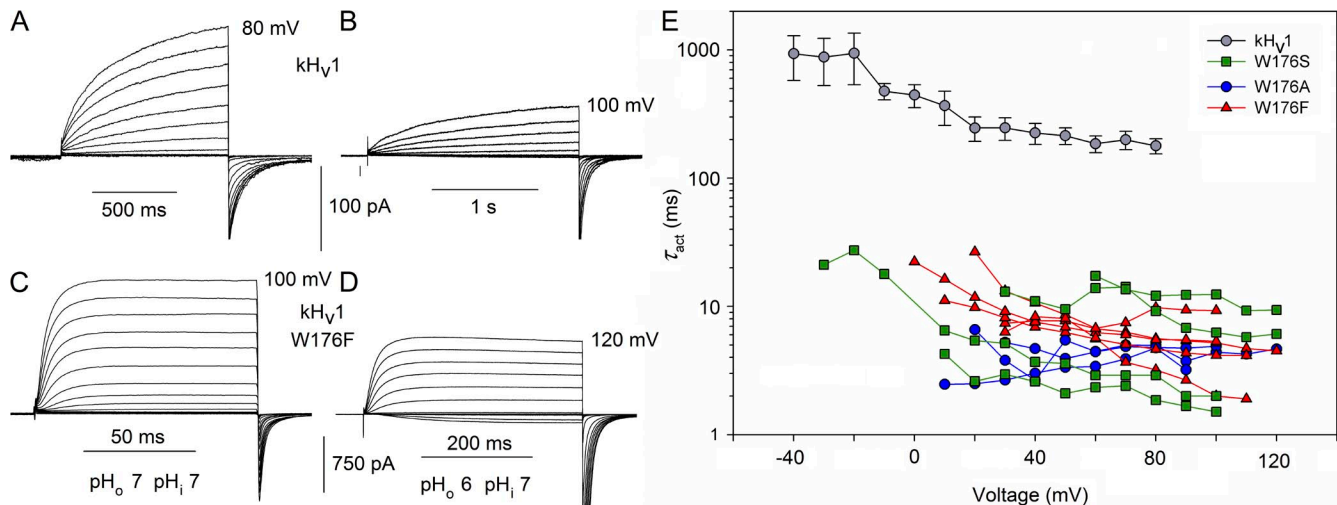 A
80 mV
kHV1
500 ms
B
100 mV
100 pA
1 s
C
100 mV
kHV1
W176F
50 ms
pHo 7 pHi 7
D
120 mV
750 pA
200 ms
pHo 6 pHi 7
E
kHV1
W176S
W176A
W176F
1000
100
10
1
τact (ms)
-40 0 40 80 120
Voltage (mV)